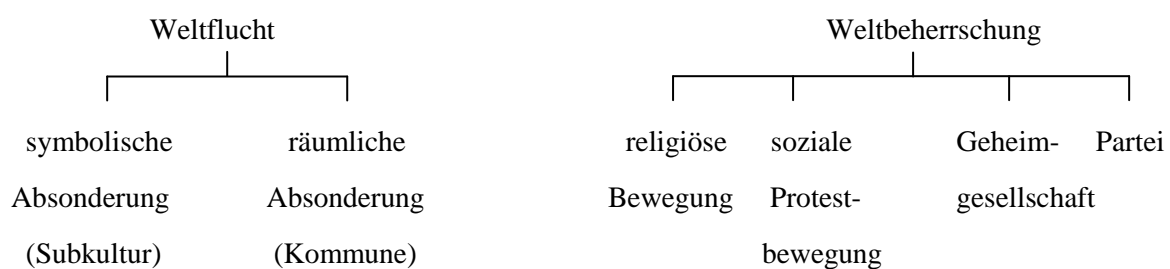 Weltflucht
symbolische
Absonderung
(Subkultur)
räumliche
Absonderung
(Kommune)
Weltbeherrschung
religiöse
Bewegung
soziale
Protest-
bewegung
Geheim-
gesellschaft
Partei